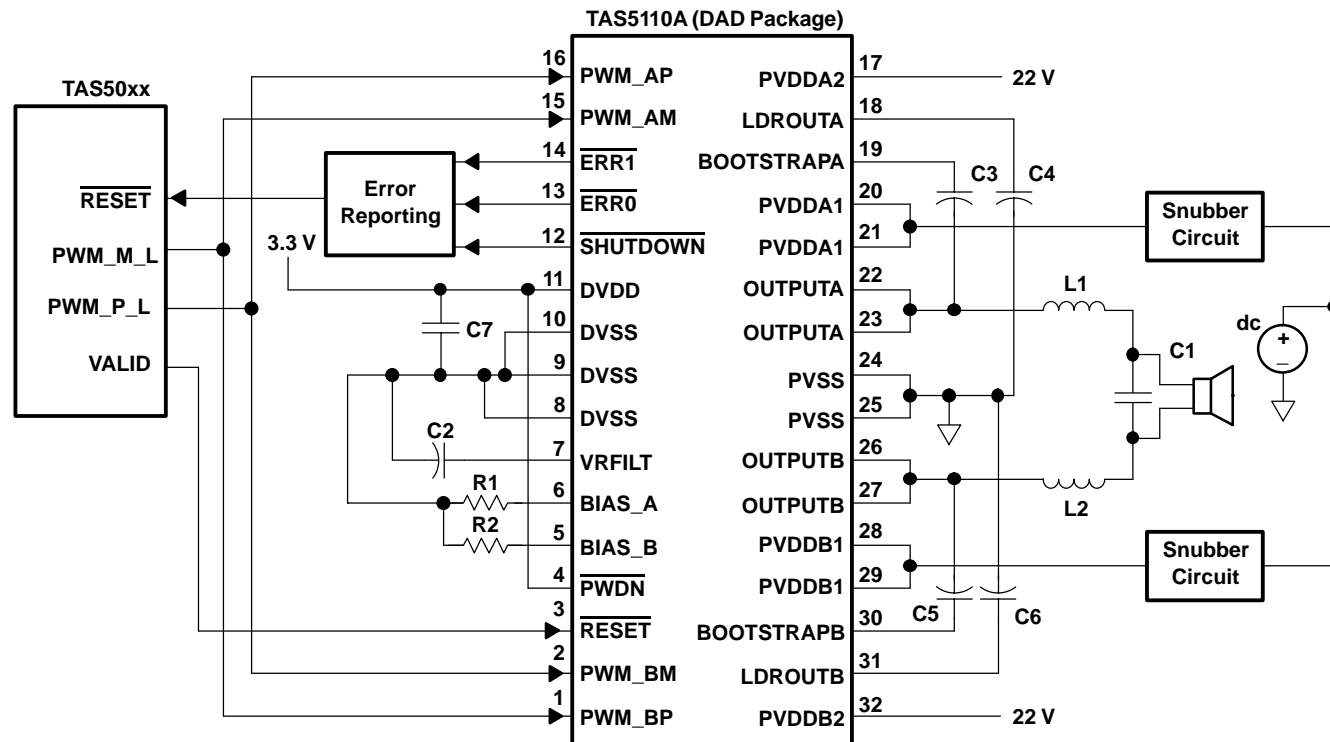 TAS5110A (DAD Package)
TAS50xx
RESET
PWM_M_L
PWM_P_L
VALID
Error
Reporting
3.3 V
C7
C2
R1
R2
16
PWM_AP
15
PWM_AM
14
ERR1
13
ERR0
12
SHUTDOWN
11
DVDD
10
DVSS
9
DVSS
8
DVSS
7
VRFILT
6
BIAS_A
5
BIAS_B
4
PWDN
3
RESET
2
PWM_BM
1
PWM_BP
PVDDA2
17
22 V
LDROUTA
18
BOOTSTRAPA
19
C3
C4
PVDDA1
20
PVDDA1
21
Snubber
Circuit
OUTPUTA
22
OUTPUTA
23
L1
dc
+
–
C1
PVSS
24
PVSS
25
OUTPUTB
26
OUTPUTB
27
L2
PVDDB1
28
PVDDB1
29
Snubber
Circuit
BOOTSTRAPB
30
C5
C6
LDROUTB
31
PVDDB2
32
22 V